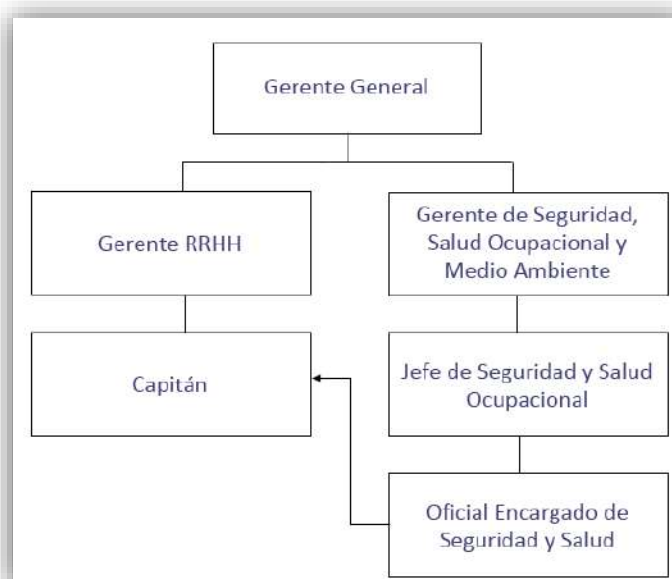 Gerente General
Gerente RRHH
Gerente de Seguridad,
Salud Ocupacional y
Medio Ambiente
Capitán
Jefe de Seguridad y Salud
Ocupacional
Oficial Encargado de
Seguridad y Salud